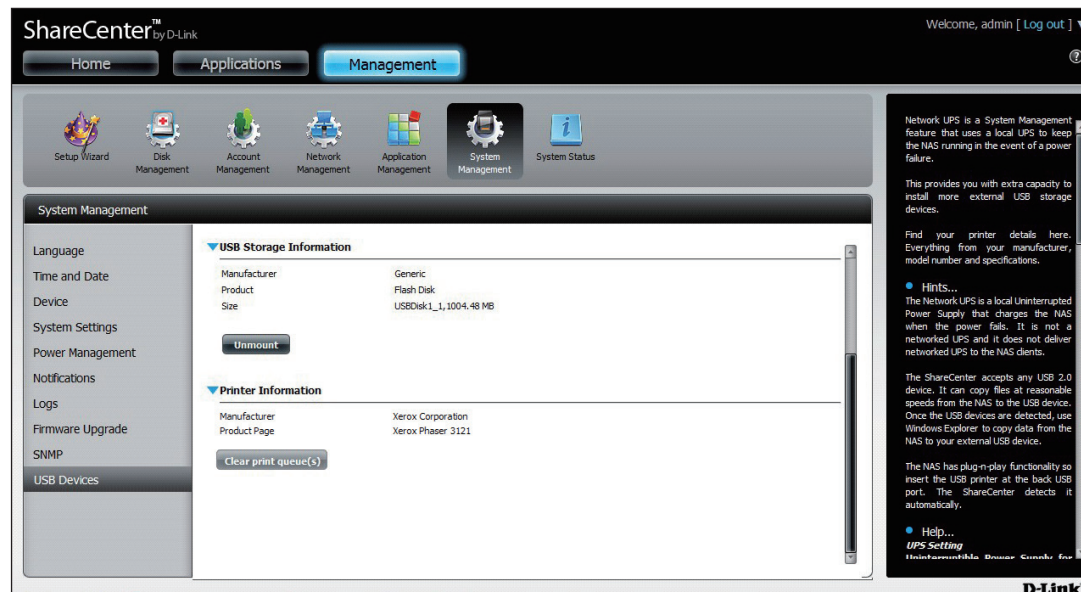 ShareCenter™ by D-Link
Welcome, admin [ Log out ]
Home
Applications
Management
Setup Wizard
Disk Management
Account Management
Network Management
Application Management
System Management
System Status
System Management
Language
Time and Date
Device
System Settings
Power Management
Notifications
Logs
Firmware Upgrade
SNMP
USB Devices
USB Storage Information
Manufacturer Generic
Product Flash Disk
Size USBDisk1_1,1004.48 MB
Unmount
Printer Information
Manufacturer Xerox Corporation
Product Page Xerox Phaser 3121
Clear print queue(s)
Network UPS is a System Management
feature that uses a local UPS to keep
the NAS running in the event of a power
failure.
This provides you with extra capacity to
install more external USB storage
devices.
Find your printer details here.
Everything from your manufacturer,
model number and specifications.
Hints...
The Network UPS is a local Uninterrupted
Power Supply that charges the NAS
when the power fails. It is not a
networked UPS and it does not deliver
networked UPS to the NAS clients.
The ShareCenter accepts any USB 2.0
device. It can copy files at reasonable
speeds from the NAS to the USB device.
Once the USB devices are detected, use
Windows Explorer to copy data from the
NAS to your external USB device.
The NAS has plug-n-play functionality so
insert the USB printer at the back USB
port. The ShareCenter detects it
automatically.
Help...
UPS Setting
Uninterruptible Power Supply for
D-Link